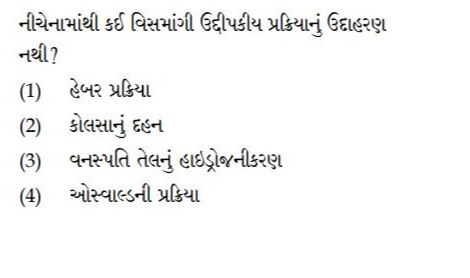 નીચેનામાંથી કઈ વિસમાંગી ઉદ્દીપકીય પ્રક્રિયાનું ઉદાહરણ
નથી?
(1) હેબર પ્રક્રિયા
(2) કોલસાનું દહન
(3) વનસ્પતિ તેલનું હાઇડ્રોજનીકરણ
(4) ઓસ્વાલ્ડની પ્રક્રિયા